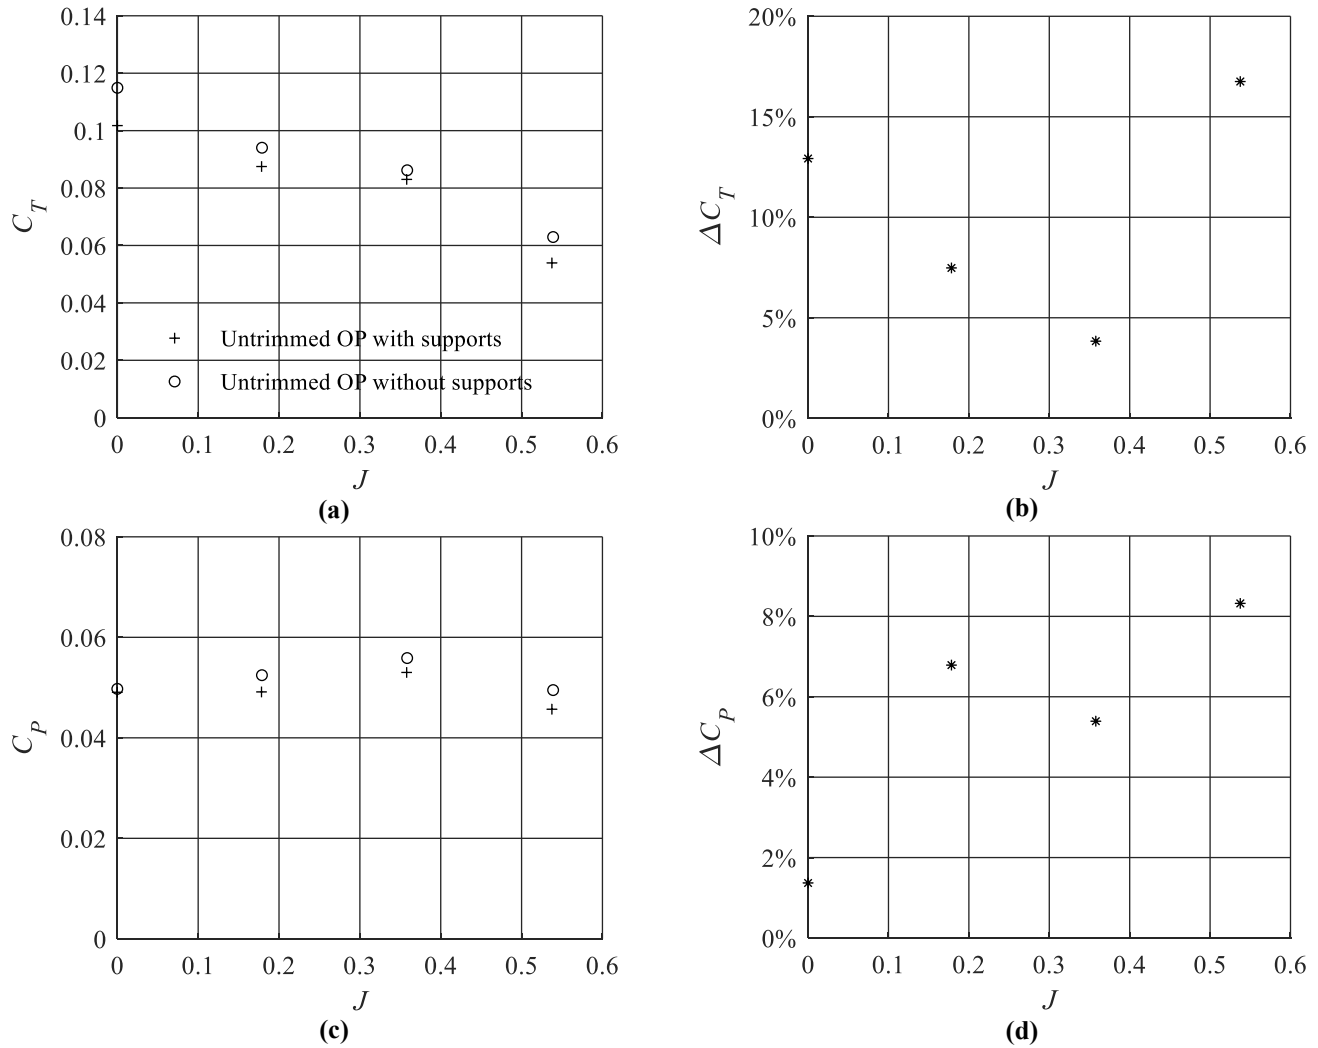 0.14
0.12
0.1
0.08
0.06
0.04
0.02
0
C_T
Untrimmed OP with supports
Untrimmed OP without supports
0 0.1 0.2 0.3 0.4 0.5 0.6
J
(a)
20%
15%
10%
5%
0%
ΔC_T
0 0.1 0.2 0.3 0.4 0.5 0.6
J
(b)
0.08
0.06
0.04
0.02
0
C_P
0 0.1 0.2 0.3 0.4 0.5 0.6
J
(c)
10%
8%
6%
4%
2%
0%
ΔC_P
0 0.1 0.2 0.3 0.4 0.5 0.6
J
(d)